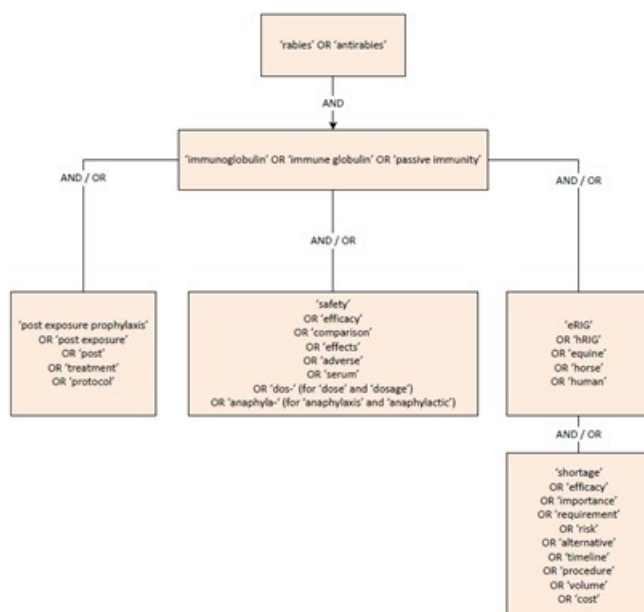 ‘rabies’ OR ‘antirabies’
AND
‘immunoglobulin’ OR ‘immune globulin’ OR ‘passive immunity’
AND / OR
AND / OR
AND / OR
‘post exposure prophylaxis’
OR ‘post exposure’
OR ‘post’
OR ‘treatment’
OR ‘protocol’
‘safety’
OR ‘efficacy’
OR ‘comparison’
OR ‘effects’
OR ‘adverse’
OR ‘serum’
OR ‘dos-’ (for ‘dose’ and ‘dosage’)
OR ‘anaphyla-’ (for ‘anaphylaxis’ and ‘anaphylactic’)
‘eRIG’
OR ‘hRIG’
OR ‘equine’
OR ‘horse’
OR ‘human’
AND / OR
‘shortage’
OR ‘efficacy’
OR ‘importance’
OR ‘requirement’
OR ‘risk’
OR ‘alternative’
OR ‘timeline’
OR ‘procedure’
OR ‘volume’
OR ‘cost’